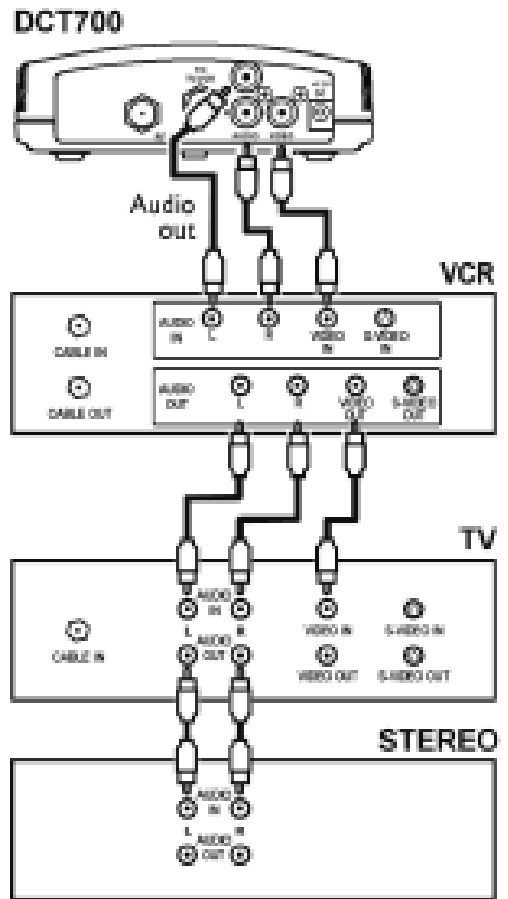 DCT700
AUDIO VIDEO
Audio
out
VCR
CABLE IN
AUDIO
IN
L
R
VIDEO
IN
S-VIDEO
IN
CABLE OUT
AUDIO
OUT
L
R
VIDEO
OUT
S-VIDEO
OUT
TV
CABLE IN
AUDIO
IN
L
R
AUDIO
OUT
VIDEO IN
S-VIDEO IN
VIDEO OUT
S-VIDEO OUT
STEREO
AUDIO
IN
L
R
AUDIO
OUT